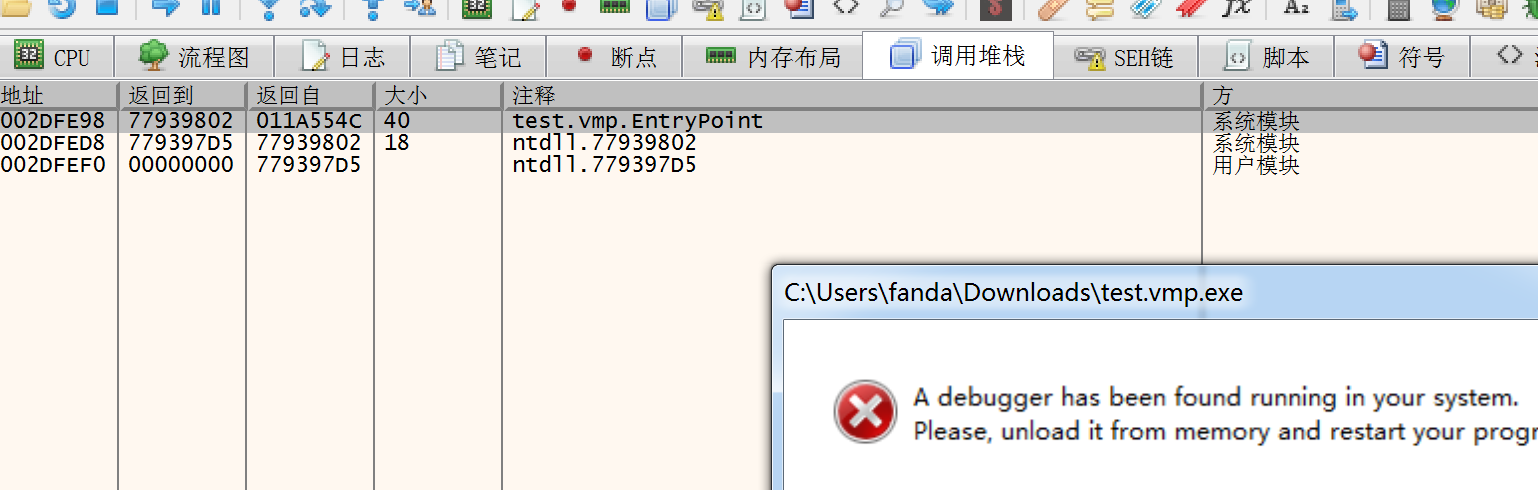 CPU 流程图 日志 笔记 断点 内存布局 调用堆栈 SEH链 脚本 符号
地址 返回到 返回自 大小 注释 方
002DFE98 77939802 011A554C 40 test.vmp.EntryPoint 系统模块
002DFED8 779397D5 77939802 18 ntdll.77939802 系统模块
002DFEF0 00000000 779397D5 ntdll.779397D5 用户模块
C:\Users\fanda\Downloads\test.vmp.exe
A debugger has been found running in your system.
Please, unload it from memory and restart your progr